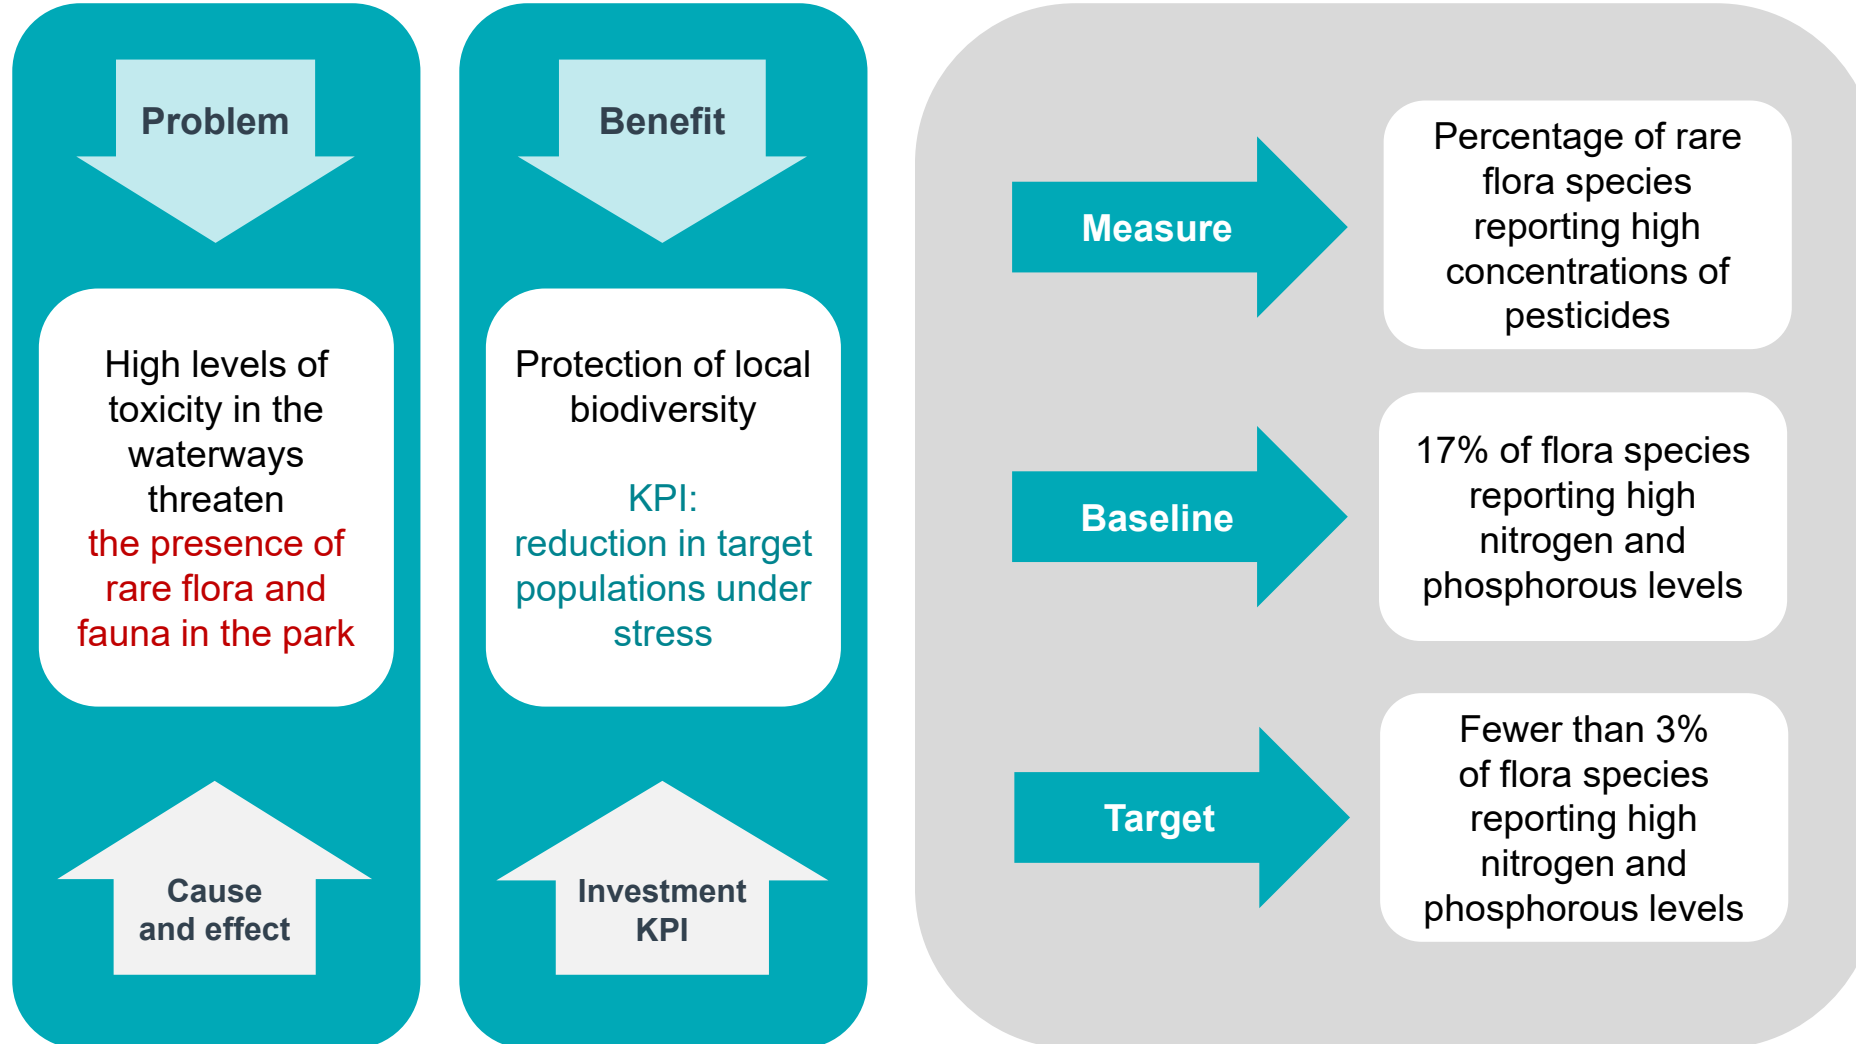 Problem
High levels of
toxicity in the
waterways
threaten
the presence of
rare flora and
fauna in the park
Cause
and effect
Benefit
Protection of local
biodiversity
KPI:
reduction in target
populations under
stress
Investment
KPI
Measure
Percentage of rare
flora species
reporting high
concentrations of
pesticides
Baseline
17% of flora species
reporting high
nitrogen and
phosphorous levels
Target
Fewer than 3%
of flora species
reporting high
nitrogen and
phosphorous levels